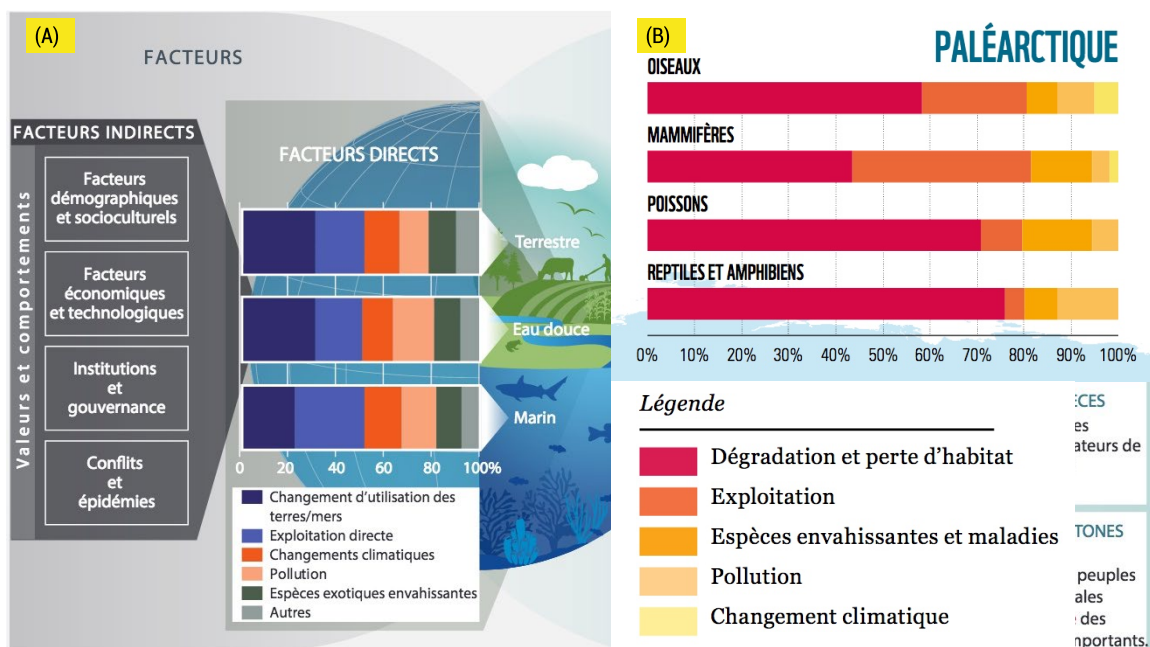 (A)
FACTEURS
FACTEURS INDIRECTS
Valeurs et comportements
Facteurs
démographiques
et socioculturels
Facteurs
économiques
et technologiques
Institutions
et
gouvernance
Conflits
et
épidémies
FACTEURS DIRECTS
Terrestre
Eau douce
Marin
0 20 40 60 80 100%
Changement d'utilisation des
terres/mers
Exploitation directe
Changements climatiques
Pollution
Espèces exotiques envahissantes
Autres
(B)
PALÉARCTIQUE
OISEAUX
MAMMIFÈRES
POISSONS
REPTILES ET AMPHIBIENS
0% 10% 20% 30% 40% 50% 60% 70% 80% 90% 100%
Légende
Dégradation et perte d'habitat
Exploitation
Espèces envahissantes et maladies
Pollution
Changement climatique
ÈCES
es
ateurs de
TONES
peuples
ales
des
mportants.